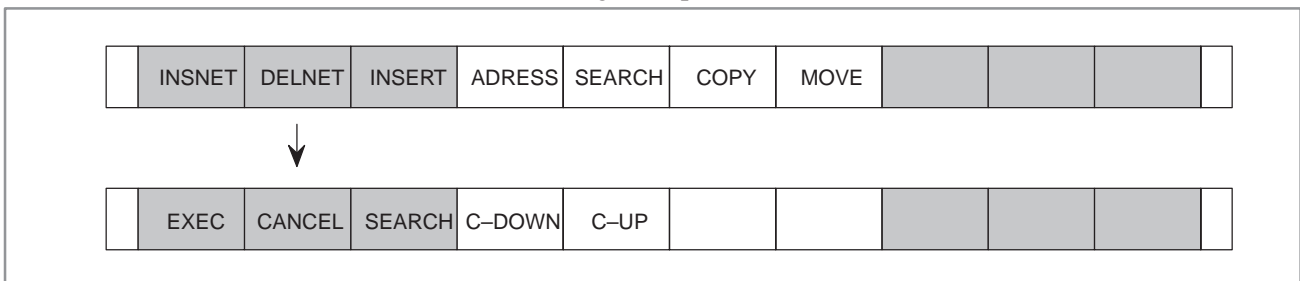 INSNET DELNET INSERT ADRESS SEARCH COPY MOVE
EXEC CANCEL SEARCH C–DOWN C–UP